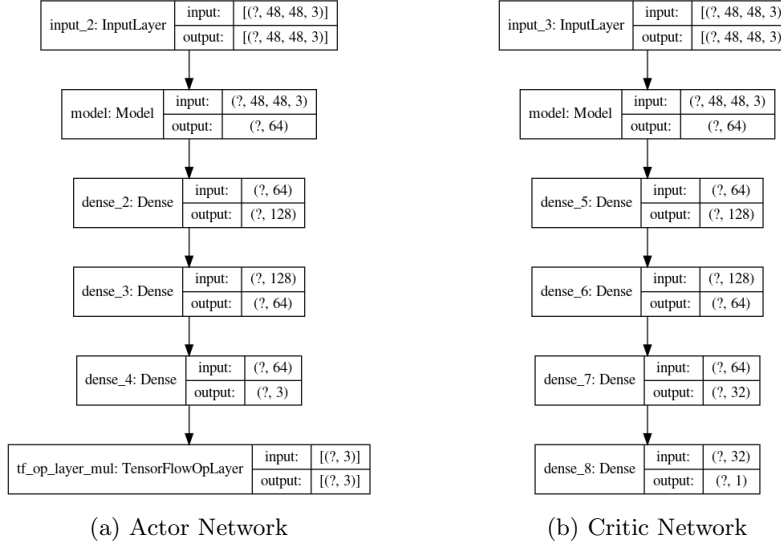 input_2: InputLayer
input: [(?, 48, 48, 3)]
output: [(?, 48, 48, 3)]
model: Model
input: (?, 48, 48, 3)
output: (?, 64)
dense_2: Dense
input: (?, 64)
output: (?, 128)
dense_3: Dense
input: (?, 128)
output: (?, 64)
dense_4: Dense
input: (?, 64)
output: (?, 3)
tf_op_layer_mul: TensorFlowOpLayer
input: [(?, 3)]
output: [(?, 3)]
(a) Actor Network
input_3: InputLayer
input: [(?, 48, 48, 3)
output: [(?, 48, 48, 3)
model: Model
input: (?, 48, 48, 3)
output: (?, 64)
dense_5: Dense
input: (?, 64)
output: (?, 128)
dense_6: Dense
input: (?, 128)
output: (?, 64)
dense_7: Dense
input: (?, 64)
output: (?, 32)
dense_8: Dense
input: (?, 32)
output: (?, 1)
(b) Critic Network